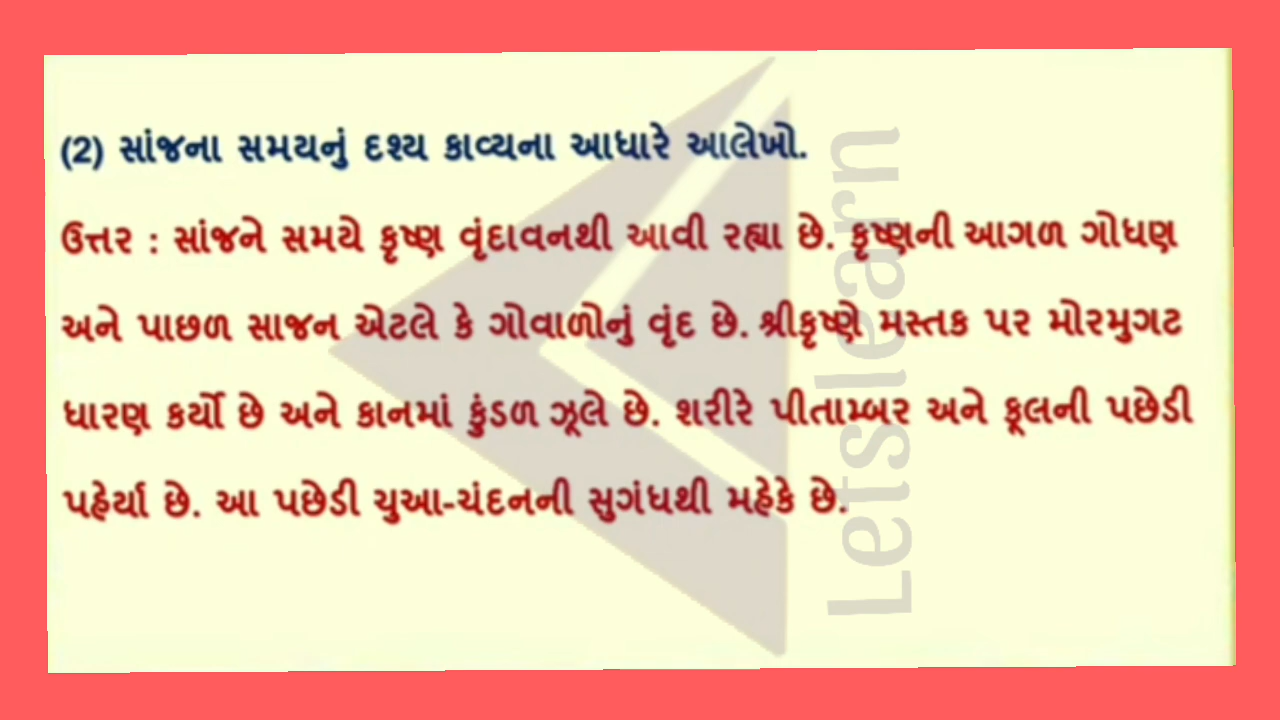 (2) સાંજના સમયનું દશ્ય કાવ્યના આધારે આલેખો.
ઉત્તર : સાંજને સમયે કૃષ્ણ વૃંદાવનથી આવી રહ્યા છે. કૃષ્ણની આગળ ગોધણ
અને પાછળ સાજન એટલે કે ગોવાળોનું વૃંદ છે. શ્રીકૃષ્ણે મસ્તક પર મોરમુગટ
ધારણ કર્યો છે અને કાનમાં કુંડળ ઝૂલે છે. શરીરે પીતામ્બર અને ફૂલની પછેડી
પહેર્યા છે. આ પછેડી ચુઆ-ચંદનની સુગંધથી મહેકે છે.
Letslearn